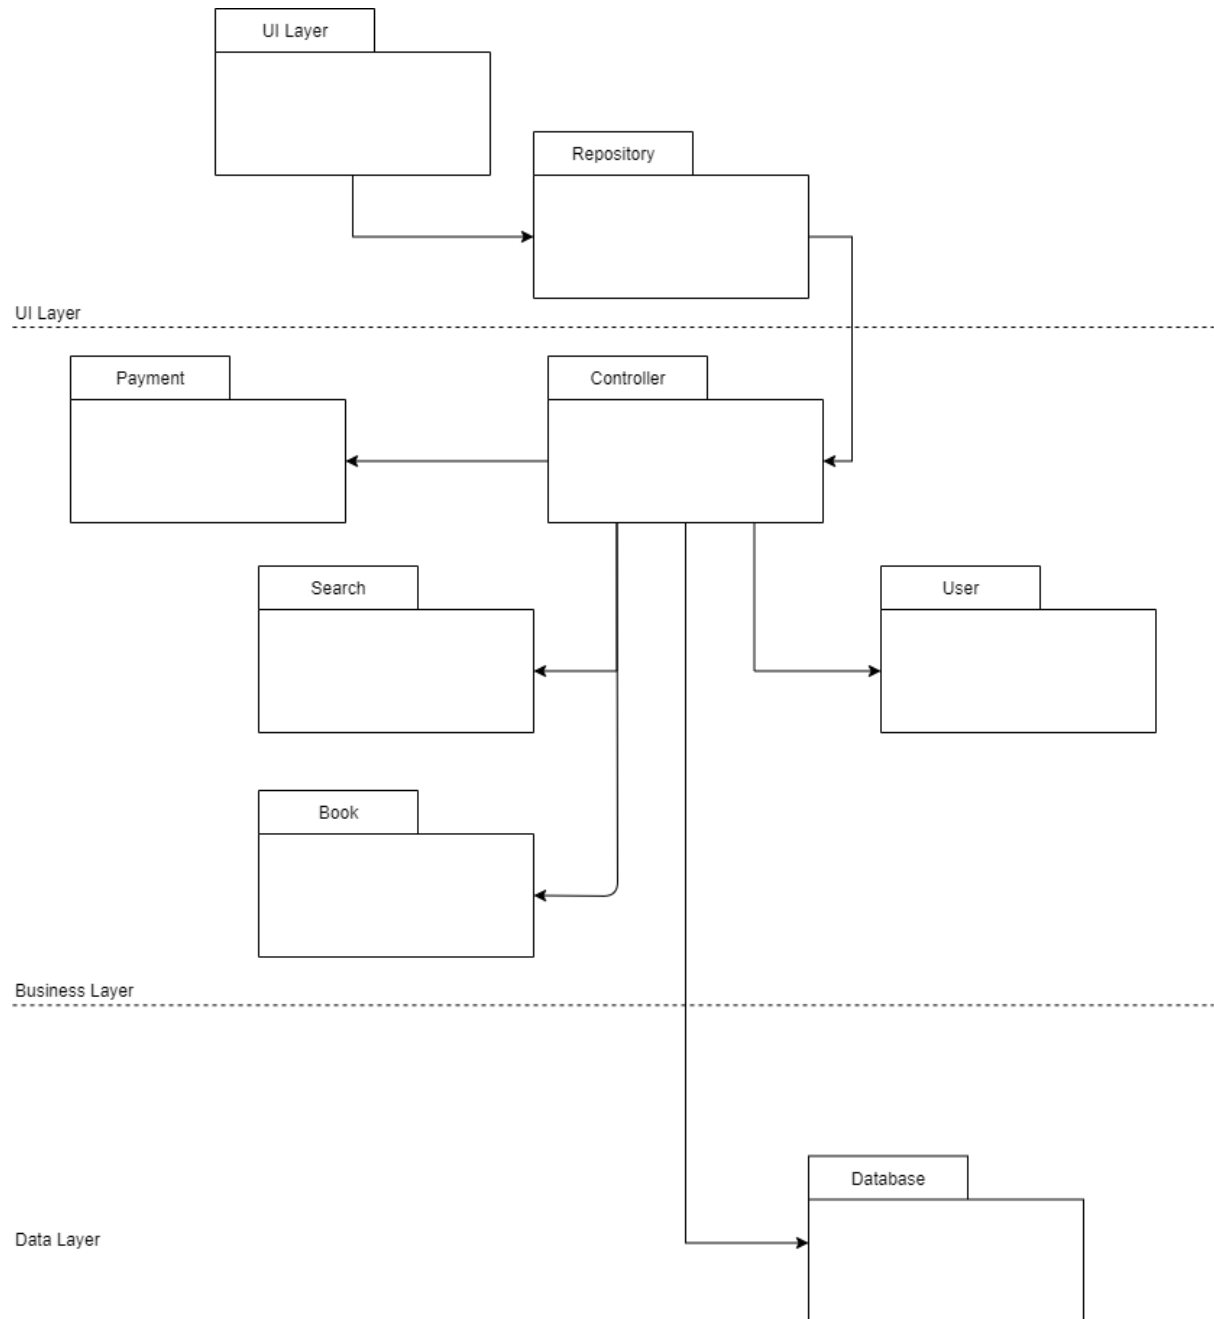 UI Layer
Repository
UI Layer
Payment
Controller
Search
User
Book
Business Layer
Database
Data Layer